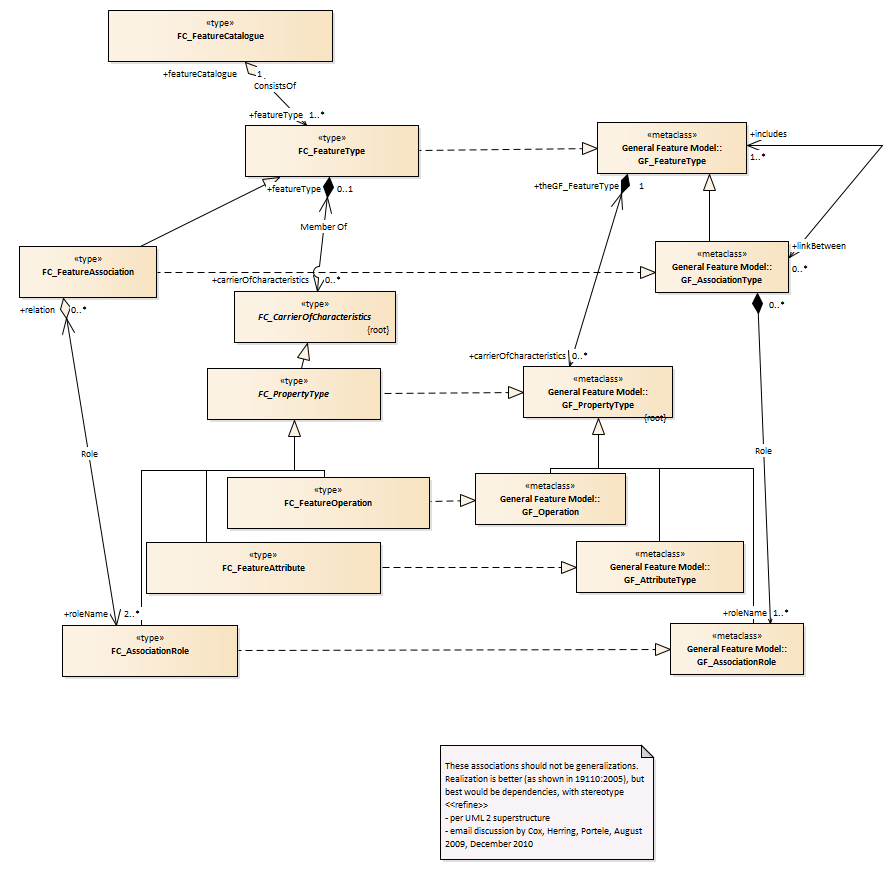 «type»
FC_FeatureCatalogue
+featureCatalogue 1
ConsistsOf
+featureType 1..*
«type»
FC_FeatureType
«metaclass»
General Feature Model::
GF_FeatureType
+includes
1..*
+featureType 0..1
+theGF_FeatureType 1
Member Of
«type»
FC_FeatureAssociation
«metaclass»
General Feature Model::
GF_AssociationType
+linkBetween
0..*
+carrierOfCharacteristics 0..*
+relation 0..*
0..*
«type»
FC_CarrierOfCharacteristics
{root}
+carrierOfCharacteristics 0..*
«type»
FC_PropertyType
«metaclass»
General Feature Model::
GF_PropertyType
{root}
Role
Role
«type»
FC_FeatureOperation
«metaclass»
General Feature Model::
GF_Operation
«type»
FC_FeatureAttribute
«metaclass»
General Feature Model::
GF_AttributeType
+roleName 2..*
+roleName 1..*
«type»
FC_AssociationRole
«metaclass»
General Feature Model::
GF_AssociationRole
These associations should not be generalizations.
Realization is better (as shown in 19110:2005), but
best would be dependencies, with stereotype
<<refine>>
- per UML 2 superstructure
- email discussion by Cox, Herring, Portele, August
2009, December 2010